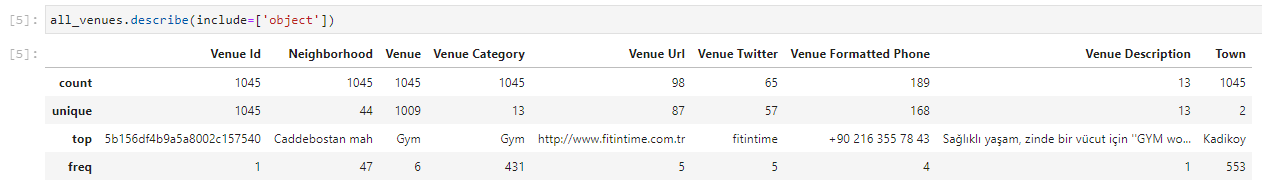 [5]: all_venues.describe(include=['object'])
[5]: Venue Id Neighborhood Venue Venue Category Venue Url Venue Twitter Venue Formatted Phone Venue Description Town
count 1045 1045 1045 1045 98 65 189 13 1045
unique 1045 44 1009 13 87 57 168 13 2
top 5b156df4b9a5a8002c157540 Caddebostan mah Gym Gym http://www.fitintime.com.tr fitintime +90 216 355 78 43 Sağlıklı yaşam, zinde bir vücut için "GYM wo... Kadikoy
freq 1 47 6 431 5 5 4 1 553